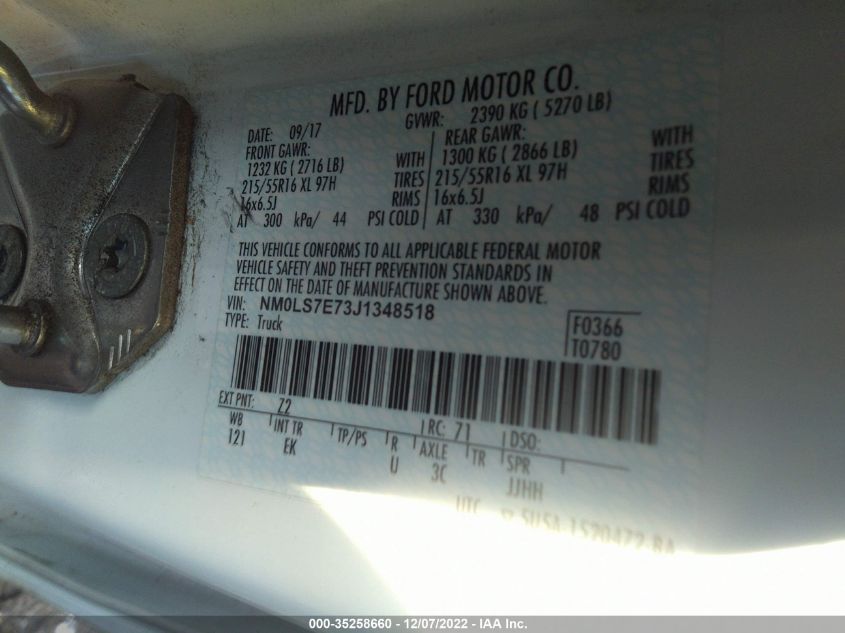 MFD. BY FORD MOTOR CO.
DATE: 09/17 GVWR: 2390 KG ( 5270 LB)
FRONT GAWR: REAR GAWR:
1232 KG ( 2716 LB) WITH 1300 KG ( 2866 LB) WITH
215/55R16 XL 97H TIRES 215/55R16 XL 97H TIRES
16x6.5J RIMS 16x6.5J RIMS
AT 300 kPa/ 44 PSI COLD AT 330 kPa/ 48 PSI COLD
THIS VEHICLE CONFORMS TO ALL APPLICABLE FEDERAL MOTOR
VEHICLE SAFETY AND THEFT PREVENTION STANDARDS IN
EFFECT ON THE DATE OF MANUFACTURE SHOWN ABOVE.
VIN: NM0LS7E73J1348518
TYPE: Truck
F0366
T0780
EXT PNT: Z2 RC: 71 DSO:
WB INT TR TP/PS R AXLE TR SPR
121 EK U 3C JJHH
UTC
000-35258660 - 12/07/2022 - IAA Inc.